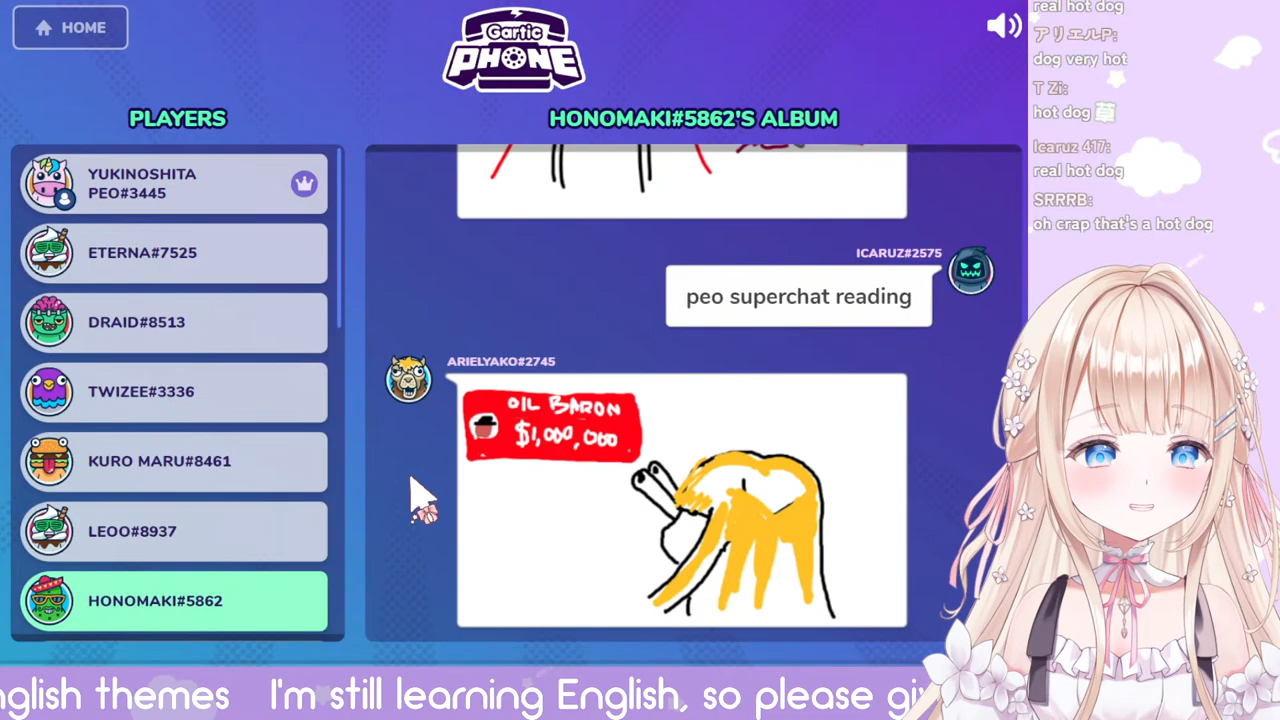 HOME
Gartic
PHONE
PLAYERS
YUKINOSHITA
PEO#3445
ETERNA#7525
DRAID#8513
TWIZEE#3336
KURO MARU#8461
LEOO#8937
HONOMAKI#5862
HONOMAKI#5862'S ALBUM
ICARUZ#2575
peo superchat reading
ARIELYAKO#2745
OIL BARON
$1,000,000
real hot dog
アリエルP:
dog very hot
T Zi:
hot dog 草
Icaruz 417:
real hot dog
SRRRB:
oh crap that's a hot dog
nglish themes I'm still learning English, so please giv